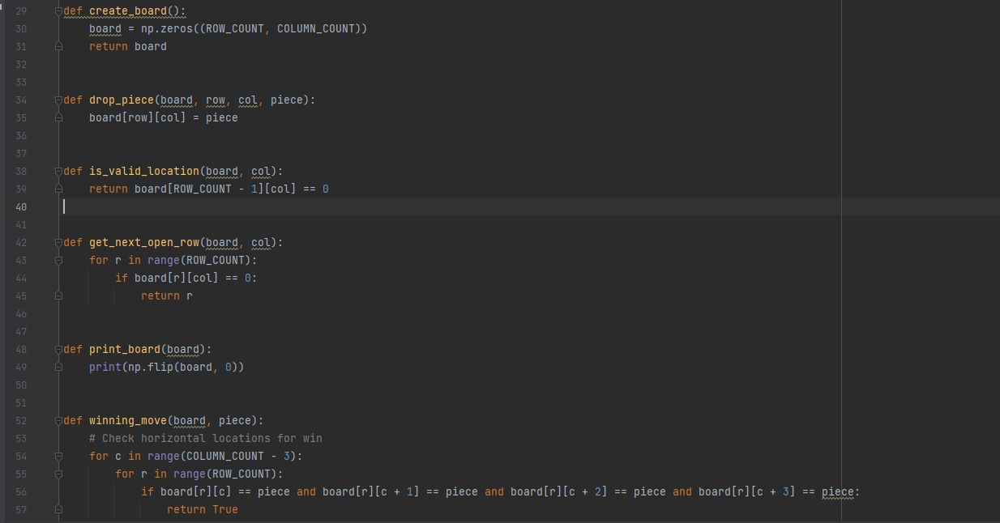 29 def create_board():
30     board = np.zeros((ROW_COUNT, COLUMN_COUNT))
31     return board
32
33
34 def drop_piece(board, row, col, piece):
35     board[row][col] = piece
36
37
38 def is_valid_location(board, col):
39     return board[ROW_COUNT - 1][col] == 0
40
41
42 def get_next_open_row(board, col):
43     for r in range(ROW_COUNT):
44         if board[r][col] == 0:
45             return r
46
47
48 def print_board(board):
49     print(np.flip(board, 0))
50
51
52 def winning_move(board, piece):
53     # Check horizontal locations for win
54     for c in range(COLUMN_COUNT - 3):
55         for r in range(ROW_COUNT):
56             if board[r][c] == piece and board[r][c + 1] == piece and board[r][c + 2] == piece and board[r][c + 3] == piece:
57                 return True